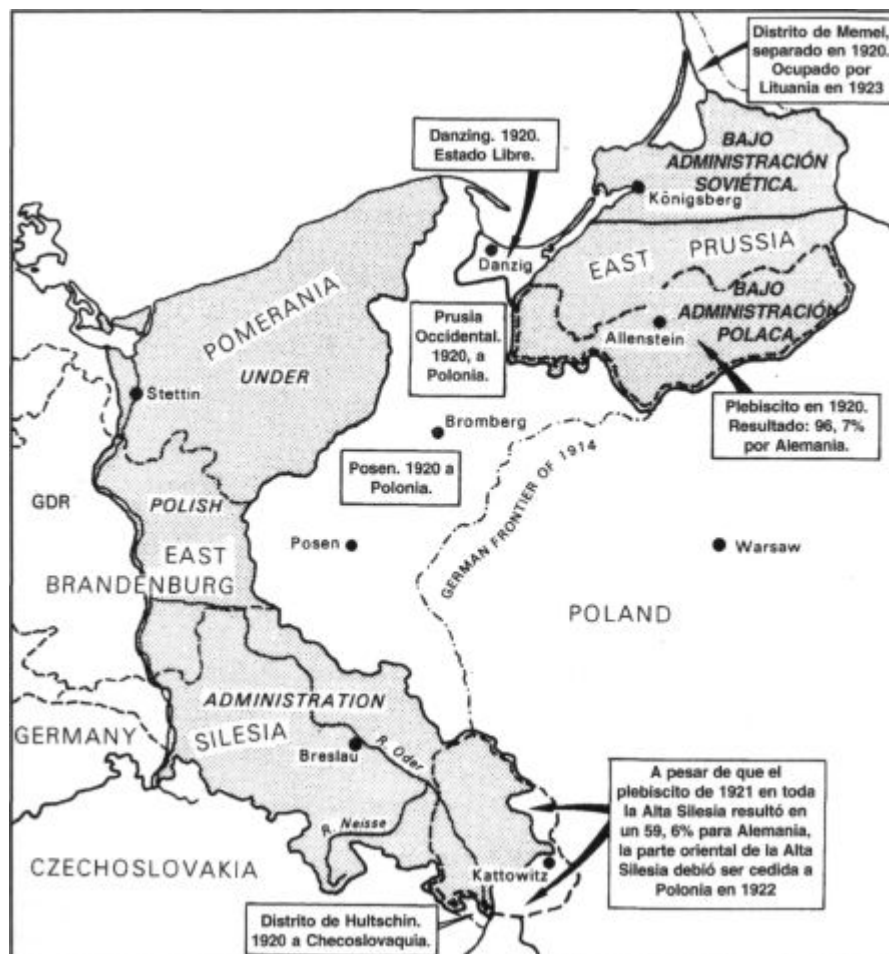 Distrito de Memel,
separado en 1920.
Ocupado por
Lituania en 1923
Danzing. 1920.
Estado Libre.
BAJO
ADMINISTRACIÓN
SOVIÉTICA.
Königsberg
Danzig
EAST PRUSSIA
BAJO
ADMINISTRACIÓN
POLACA.
Allenstein
Prusia
Occidental.
1920, a
Polonia.
POMERANIA
UNDER
Stettin
Plebiscito en 1920.
Resultado: 96, 7%
por Alemania.
Bromberg
Posen. 1920 a
Polonia.
GERMAN FRONTIER OF 1914
GDR
POLISH
Posen
Warsaw
EAST
BRANDENBURG
POLAND
ADMINISTRATION
GERMANY
SILESIA
Breslau
R. Oder
R. Neisse
A pesar de que el
plebiscito de 1921 en toda
la Alta Silesia resultó en
un 59, 6% para Alemania,
la parte oriental de la Alta
Silesia debió ser cedida a
Polonia en 1922
CZECHOSLOVAKIA
Kattowitz
Distrito de Hultschin.
1920 a Checoslovaquia.